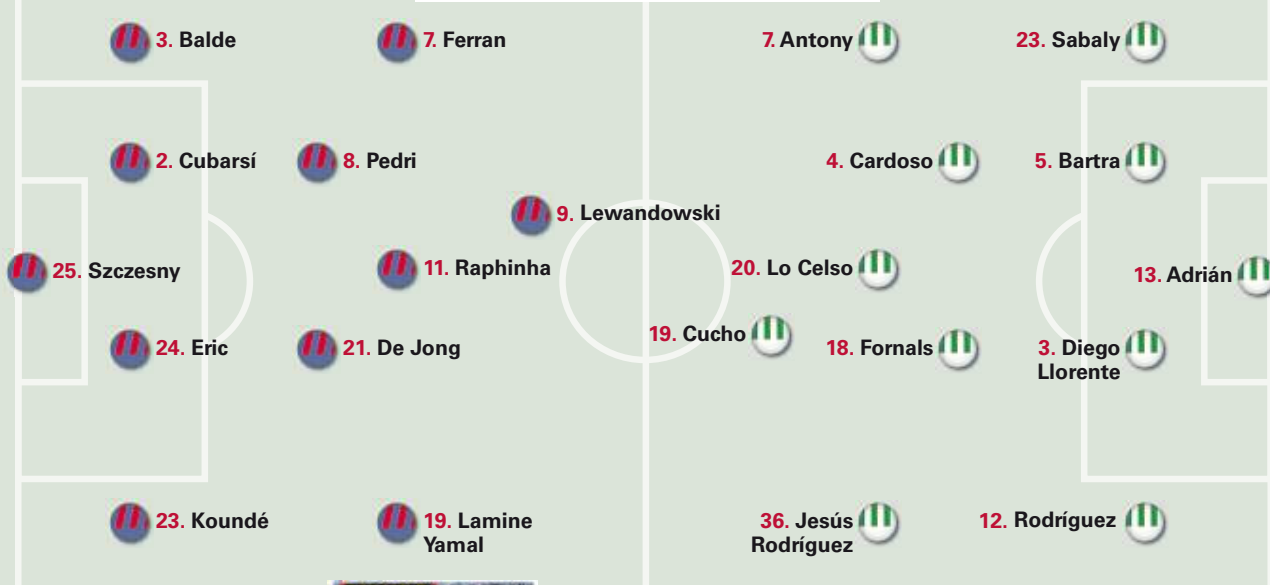 3. Balde
7. Ferran
7. Antony
23. Sabaly
2. Cubarsí
8. Pedri
4. Cardoso
5. Bartra
9. Lewandowski
25. Szczesny
11. Raphinha
20. Lo Celso
13. Adrián
24. Eric
21. De Jong
19. Cucho
18. Fornals
3. Diego
Llorente
23. Koundé
19. Lamine
Yamal
36. Jesús
Rodríguez
12. Rodríguez